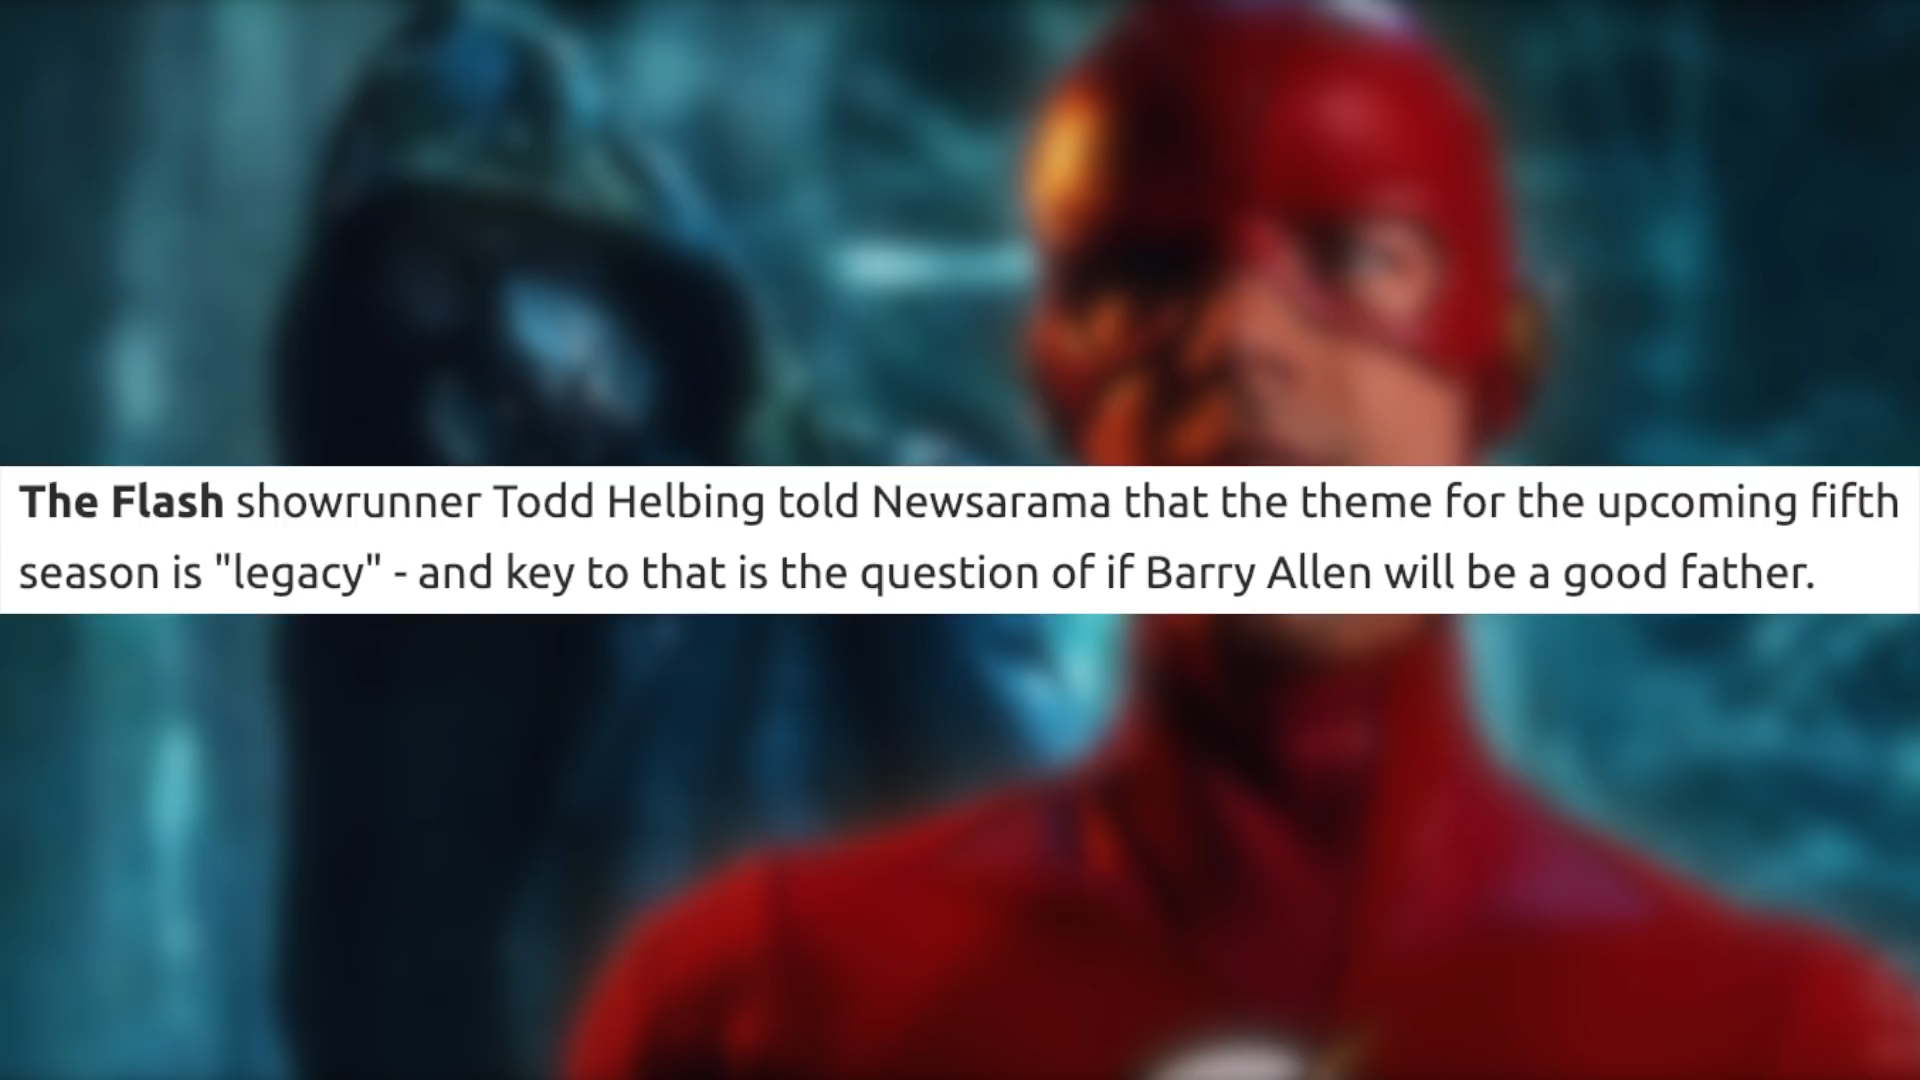 The Flash showrunner Todd Helbing told Newsarama that the theme for the upcoming fifth
season is "legacy" - and key to that is the question of if Barry Allen will be a good father.